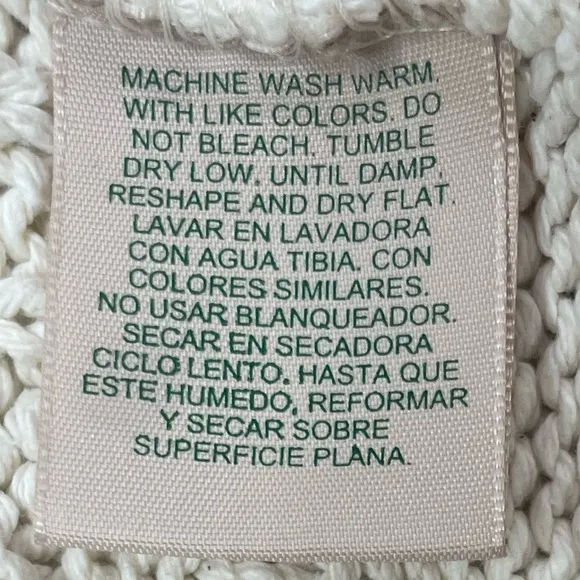 MACHINE WASH WARM.
WITH LIKE COLORS. DO
NOT BLEACH. TUMBLE
DRY LOW. UNTIL DAMP,
RESHAPE AND DRY FLAT.
LAVAR EN LAVADORA
CON AGUA TIBIA. CON
COLORES SIMILARES.
NO USAR BLANQUEADOR.
SECAR EN SECADORA
CICLO LENTO. HASTA QUE
ESTE HUMEDO, REFORMAR
Y SECAR SOBRE
SUPERFICIE PLANA.